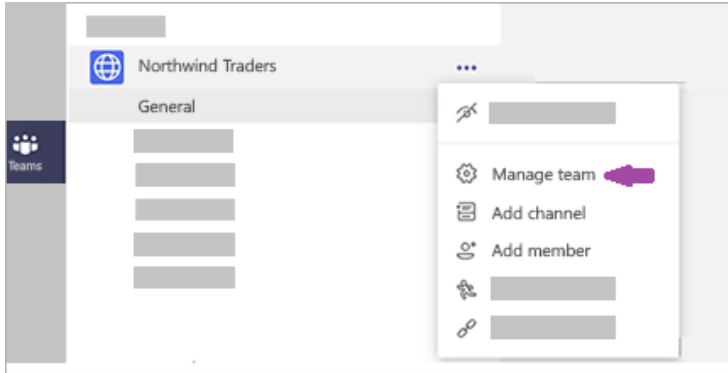 Northwind Traders
General
Teams
Manage team
Add channel
Add member